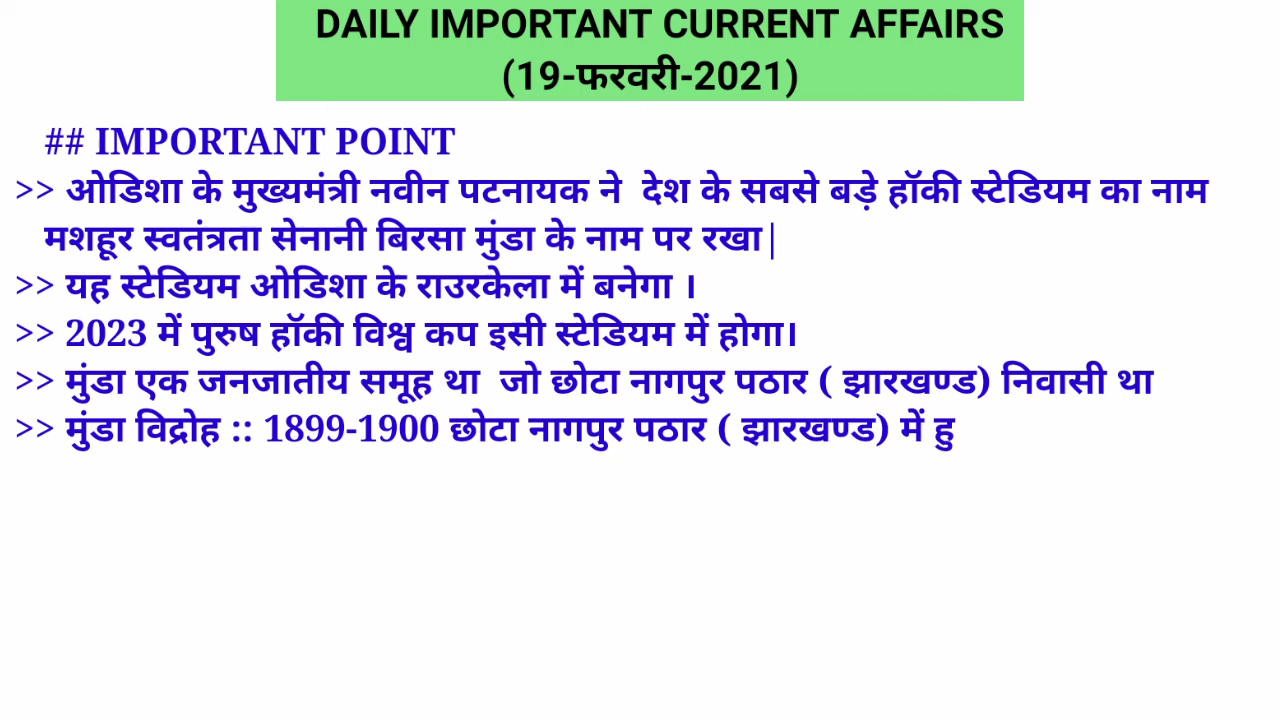 DAILY IMPORTANT CURRENT AFFAIRS
(19-फरवरी-2021)
## IMPORTANT POINT
>> ओडिशा के मुख्यमंत्री नवीन पटनायक ने देश के सबसे बड़े हॉकी स्टेडियम का नाम
मशहूर स्वतंत्रता सेनानी बिरसा मुंडा के नाम पर रखा|
>> यह स्टेडियम ओडिशा के राउरकेला में बनेगा ।
>> 2023 में पुरुष हॉकी विश्व कप इसी स्टेडियम में होगा।
>> मुंडा एक जनजातीय समूह था जो छोटा नागपुर पठार ( झारखण्ड) निवासी था
>> मुंडा विद्रोह :: 1899-1900 छोटा नागपुर पठार ( झारखण्ड) में हु